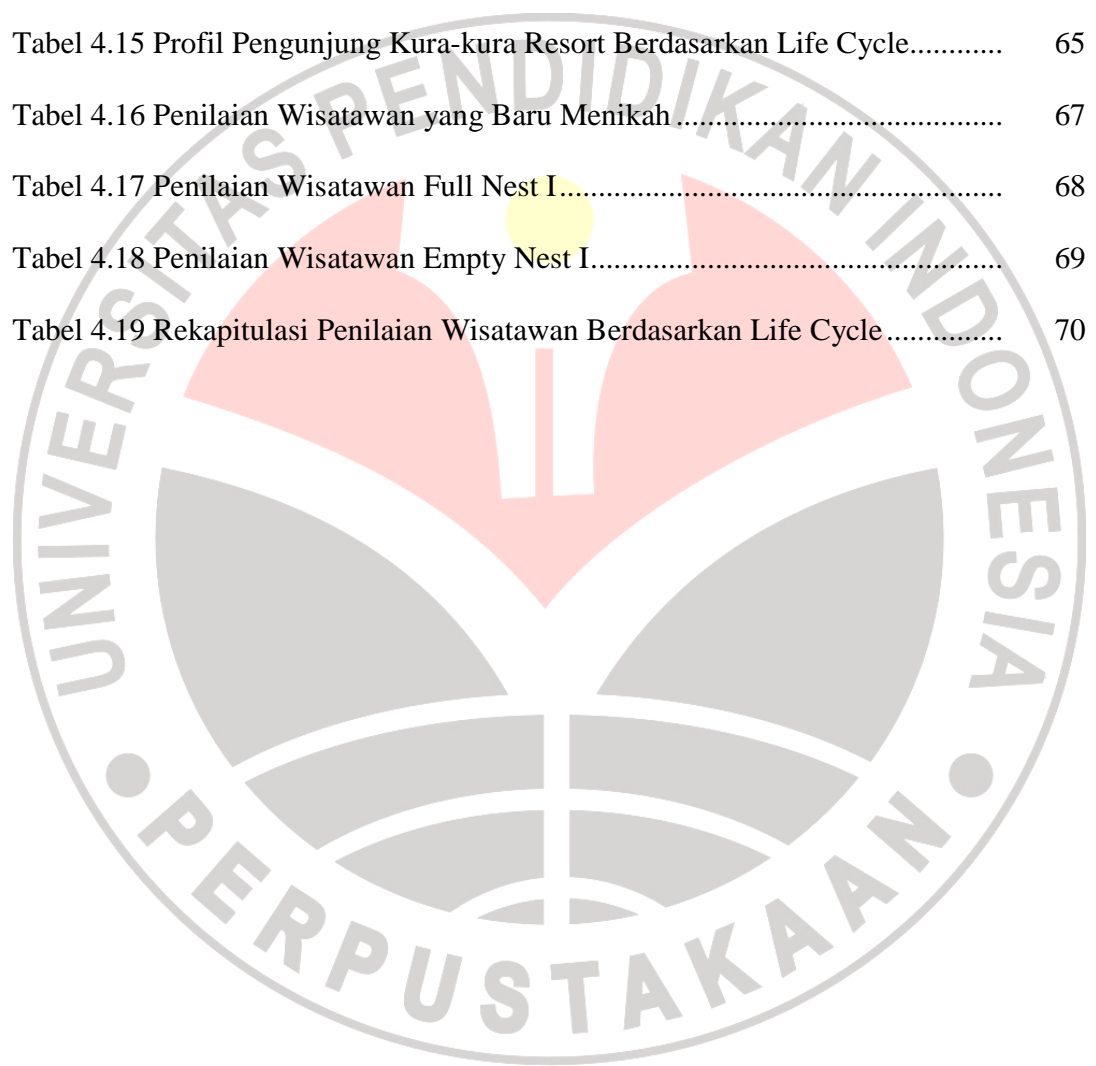 Tabel 4.15 Profil Pengunjung Kura-kura Resort Berdasarkan Life Cycle............ 65
Tabel 4.16 Penilaian Wisatawan yang Baru Menikah ................................... 67
Tabel 4.17 Penilaian Wisatawan Full Nest I................................................. 68
Tabel 4.18 Penilaian Wisatawan Empty Nest I............................................. 69
Tabel 4.19 Rekapitulasi Penilaian Wisatawan Berdasarkan Life Cycle .............. 70
UNIVERSITAS PENDIDIKAN INDONESIA
PERPUSTAKAAN